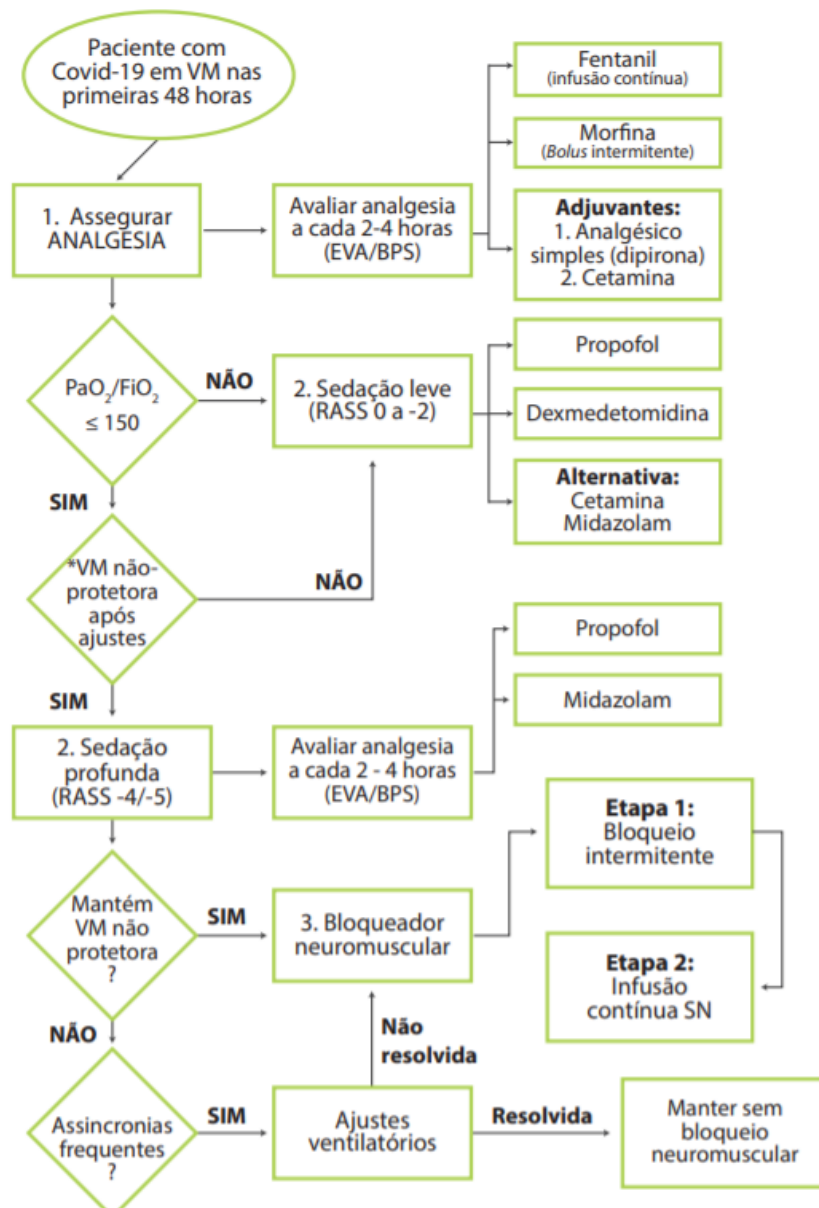 Paciente com
Covid-19 em VM nas
primeiras 48 horas
Fentanil
(infusão contínua)
Morfina
(Bolus intermitente)
1. Assegurar
ANALGESIA
Avaliar analgesia
a cada 2-4 horas
(EVA/BPS)
Adjuvantes:
1. Analgésico
simples (dipirona)
2. Cetamina
PaO₂/FiO₂
≤ 150
NÃO
2. Sedação leve
(RASS 0 a -2)
Propofol
Dexmedetomidina
Alternativa:
Cetamina
Midazolam
SIM
*VM não-
protetora
após
ajustes
NÃO
SIM
2. Sedação
profunda
(RASS -4/-5)
Avaliar analgesia
a cada 2 - 4 horas
(EVA/BPS)
Propofol
Midazolam
Mantém
VM não
protetora
?
SIM
3. Bloqueador
neuromuscular
Etapa 1:
Bloqueio
intermitente
Etapa 2:
Infusão
contínua SN
NÃO
Não
resolvida
Assincronias
frequentes
?
SIM
Ajustes
ventilatórios
Resolvida
Manter sem
bloqueio
neuromuscular